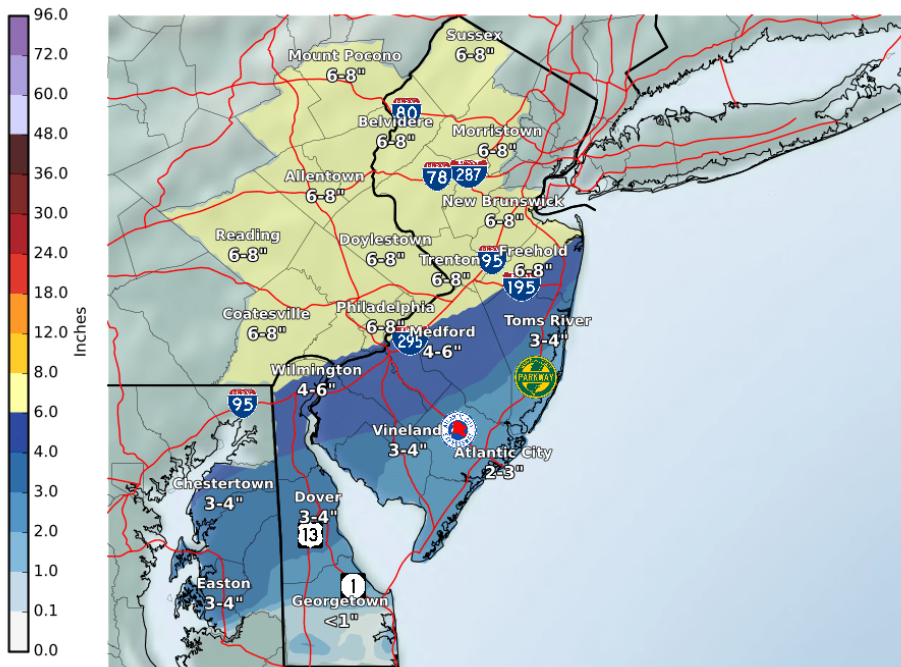 96.0
72.0
60.0
48.0
36.0
30.0
24.0
18.0
12.0
8.0
6.0
4.0
3.0
2.0
1.0
0.1
0.0
Inches
Sussex
6-8"
Mount Pocono
6-8"
80
Belvidere
6-8"
Morristown
6-8"
78
287
Allentown
6-8"
New Brunswick
6-8"
Reading
6-8"
Doylestown
6-8"
Trenton
6-8"
95
Freehold
6-8"
195
Coatesville
6-8"
Philadelphia
6-8"
295
Medford
4-6"
Toms River
3-4"
Wilmington
4-6"
PARKWAY
95
Vineland
3-4"
Atlantic City
2-3"
Chestertown
3-4"
Dover
3-4"
13
Easton
3-4"
1
Georgetown
<1"